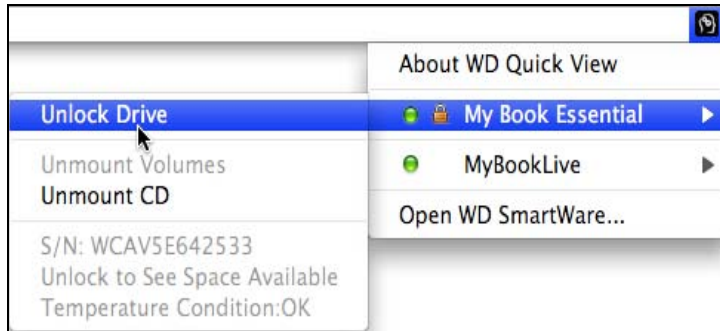 About WD Quick View
My Book Essential
MyBookLive
Open WD SmartWare...
Unlock Drive
Unmount Volumes
Unmount CD
S/N: WCAV5E642533
Unlock to See Space Available
Temperature Condition:OK